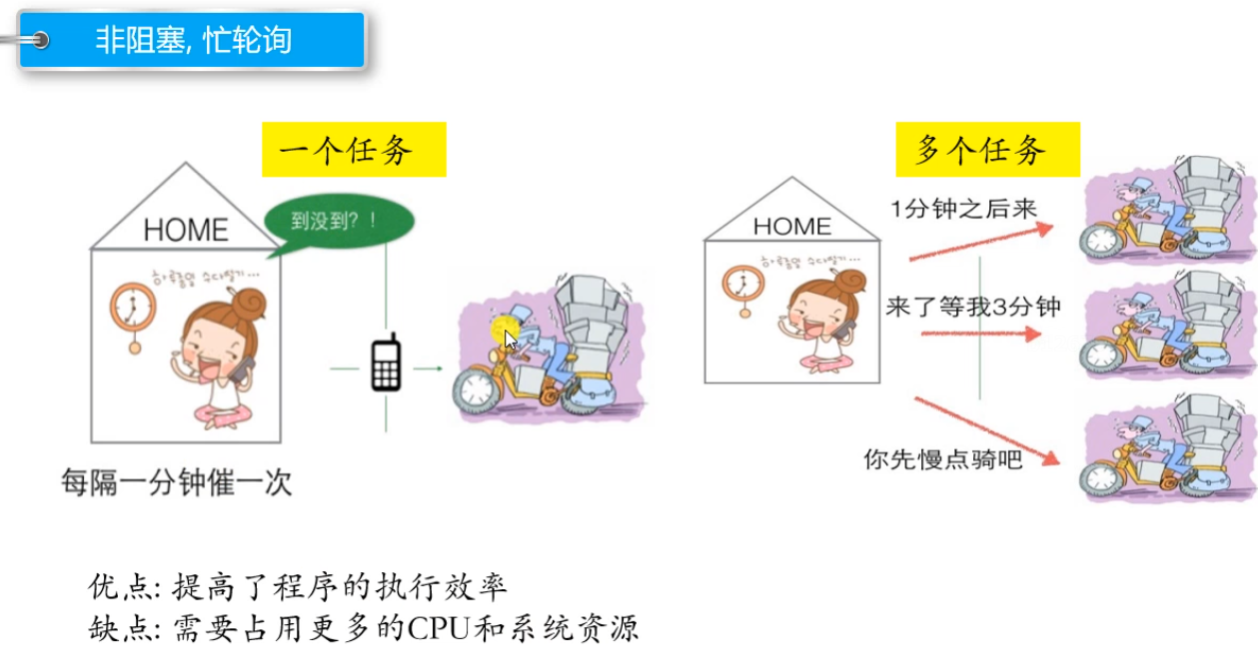 非阻塞, 忙轮询
一个任务
HOME
到没到?！
每隔一分钟催一次
多个任务
HOME
1分钟之后来
来了等我3分钟
你先慢点骑吧
优点: 提高了程序的执行效率
缺点: 需要占用更多的CPU和系统资源